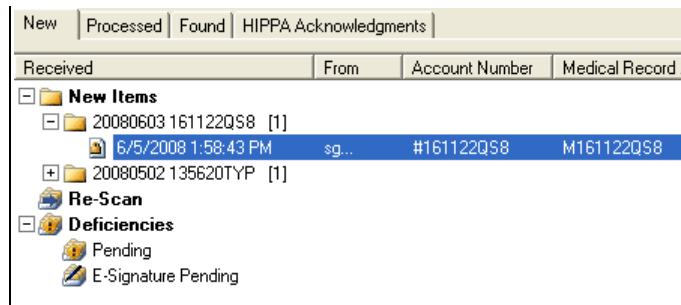 New Processed Found HIPPA Acknowledgments
Received From Account Number Medical Record
New Items
20080603 161122QS8 [1]
6/5/2008 1:58:43 PM sg... #161122QS8 M161122QS8
20080502 135620TYP [1]
Re-Scan
Deficiencies
Pending
E-Signature Pending